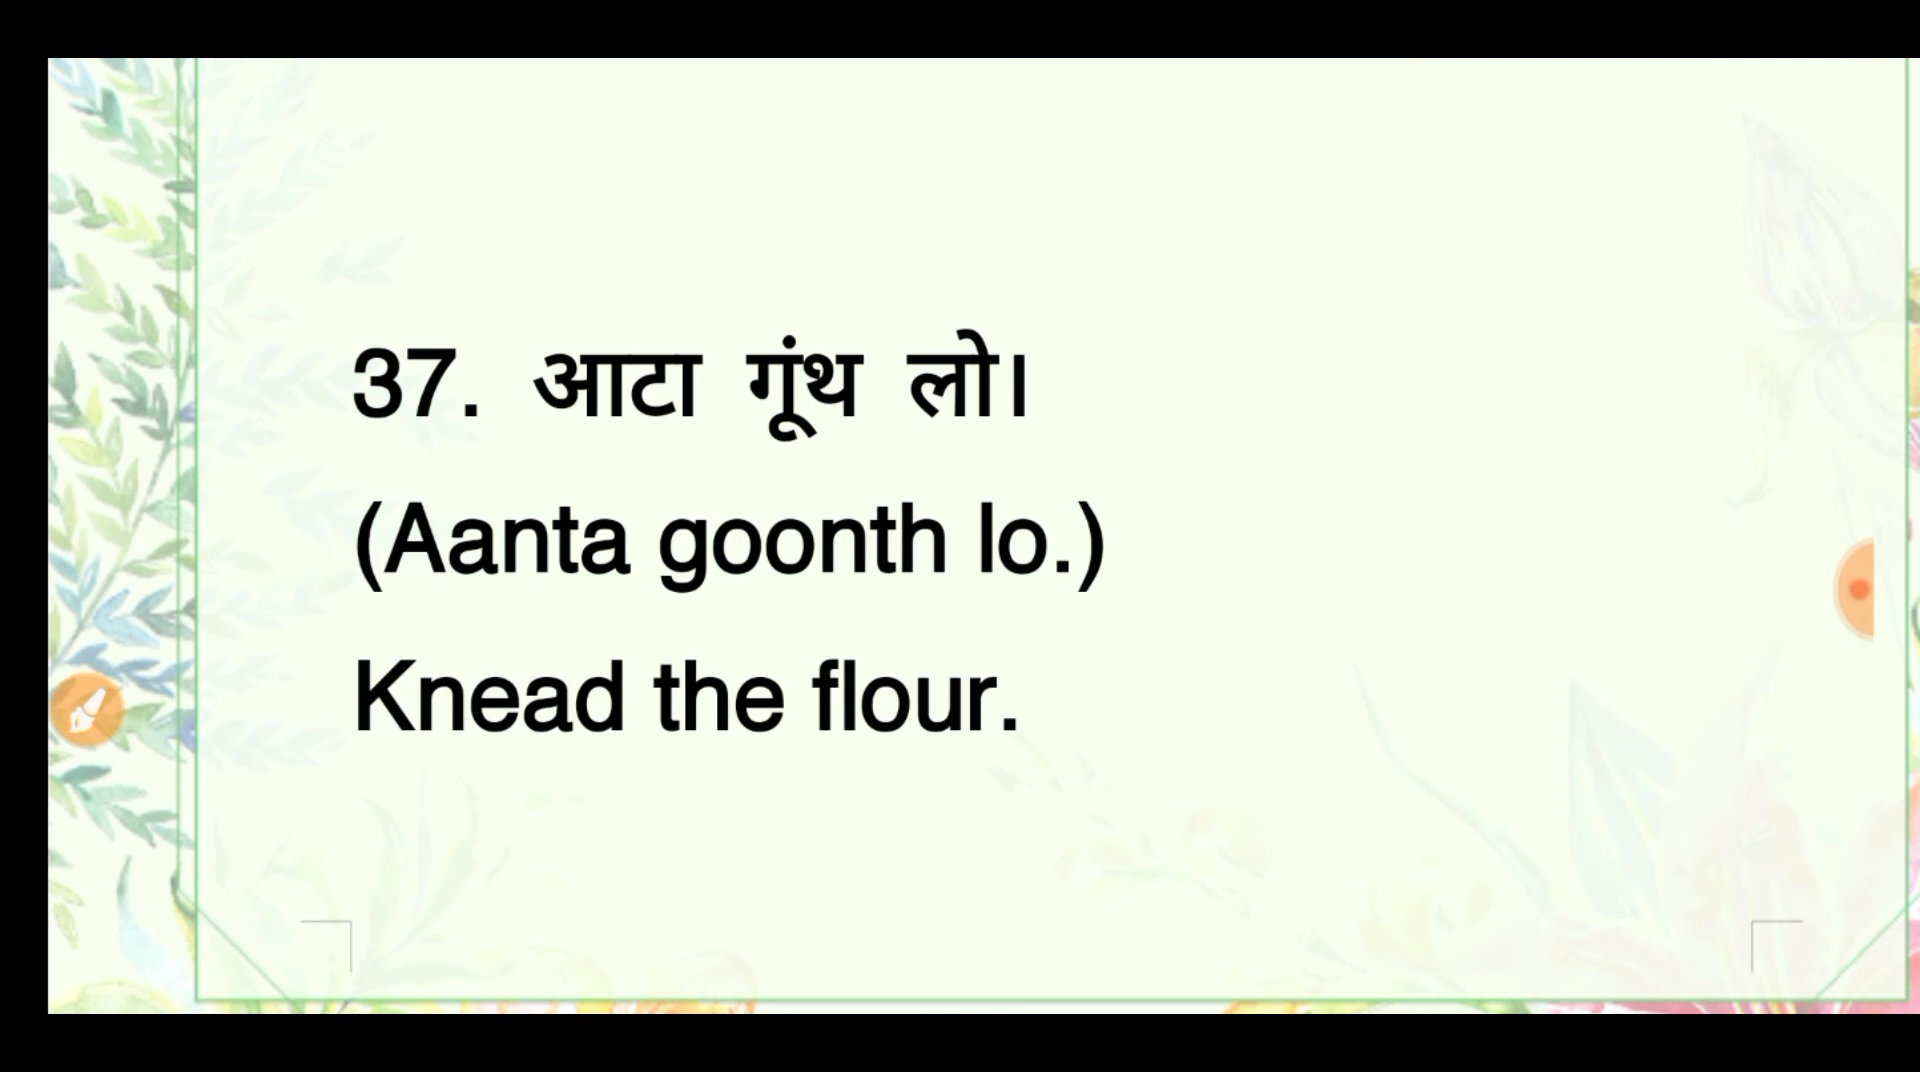 37. आटा गूंथ लो।
(Aanta goonth lo.)
Knead the flour.